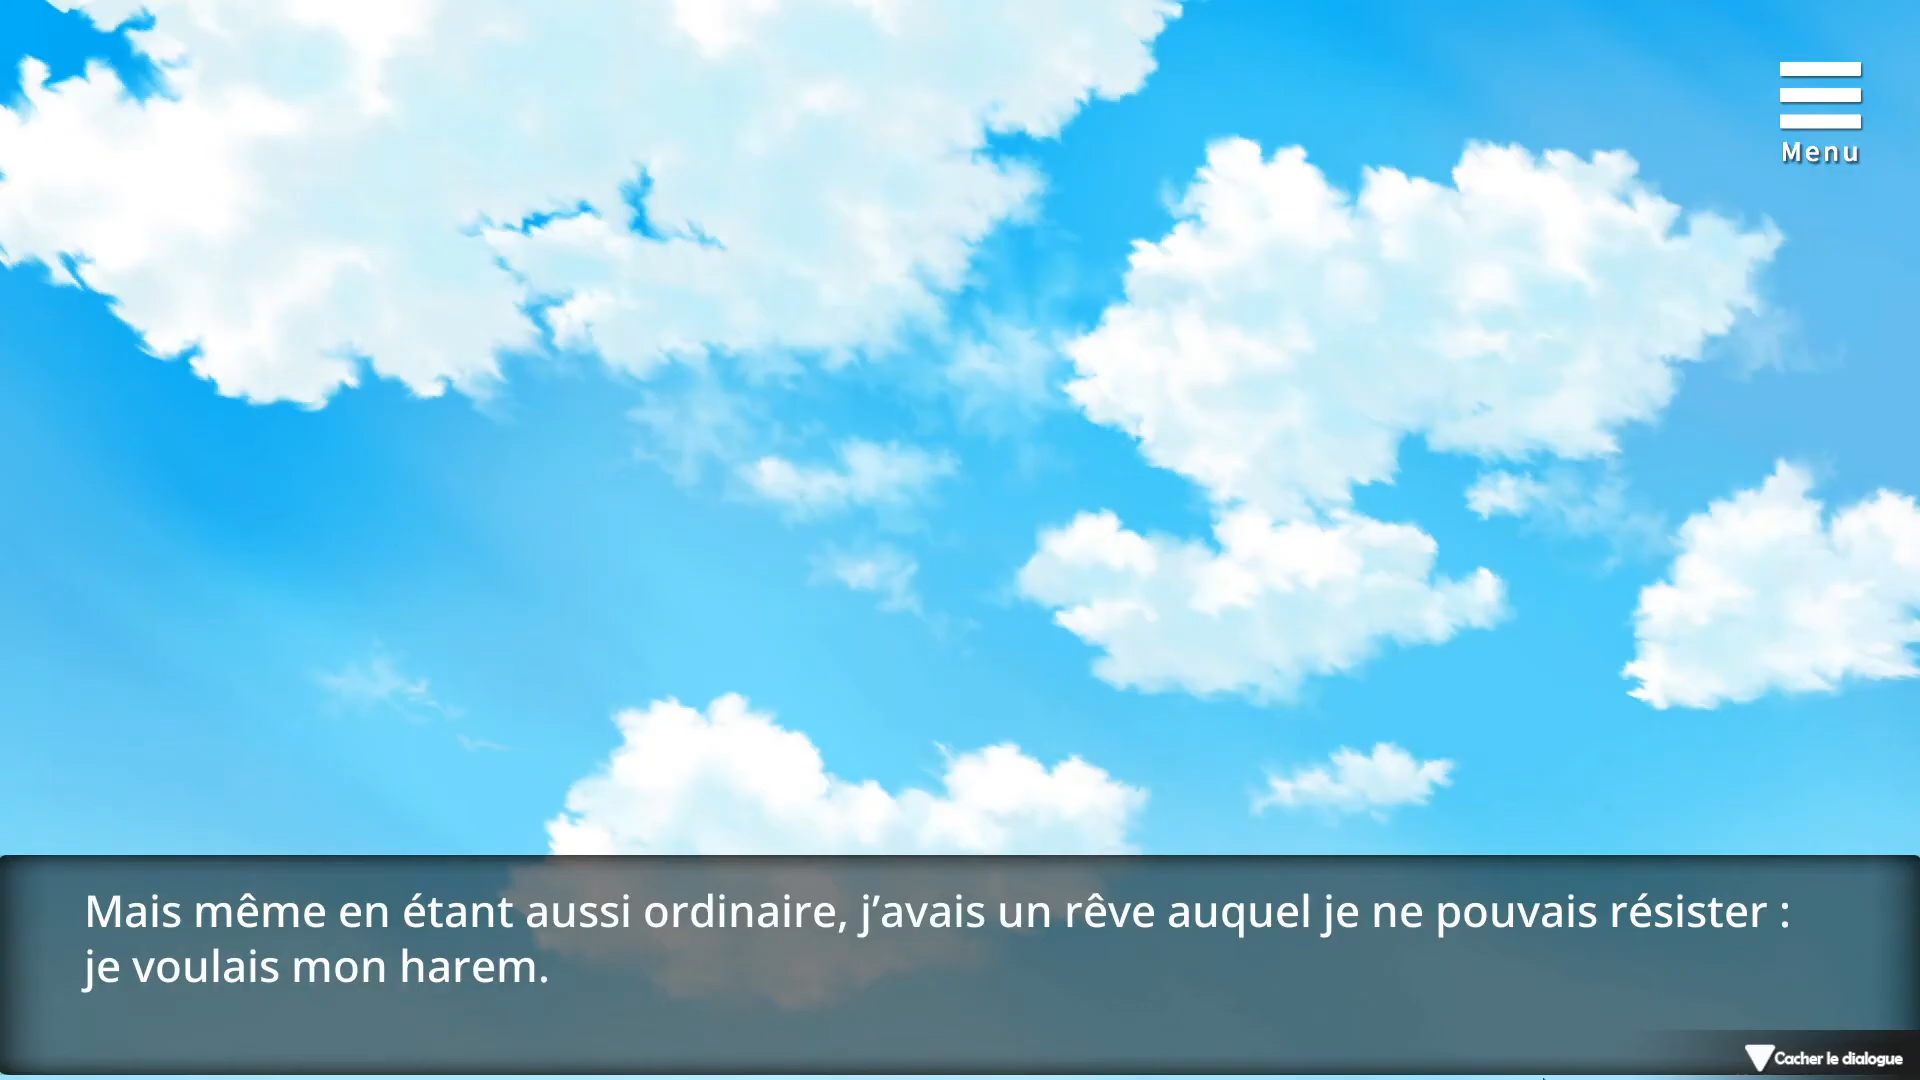 Menu
Mais même en étant aussi ordinaire, j’avais un rêve auquel je ne pouvais résister :
je voulais mon harem.
Cacher le dialogue